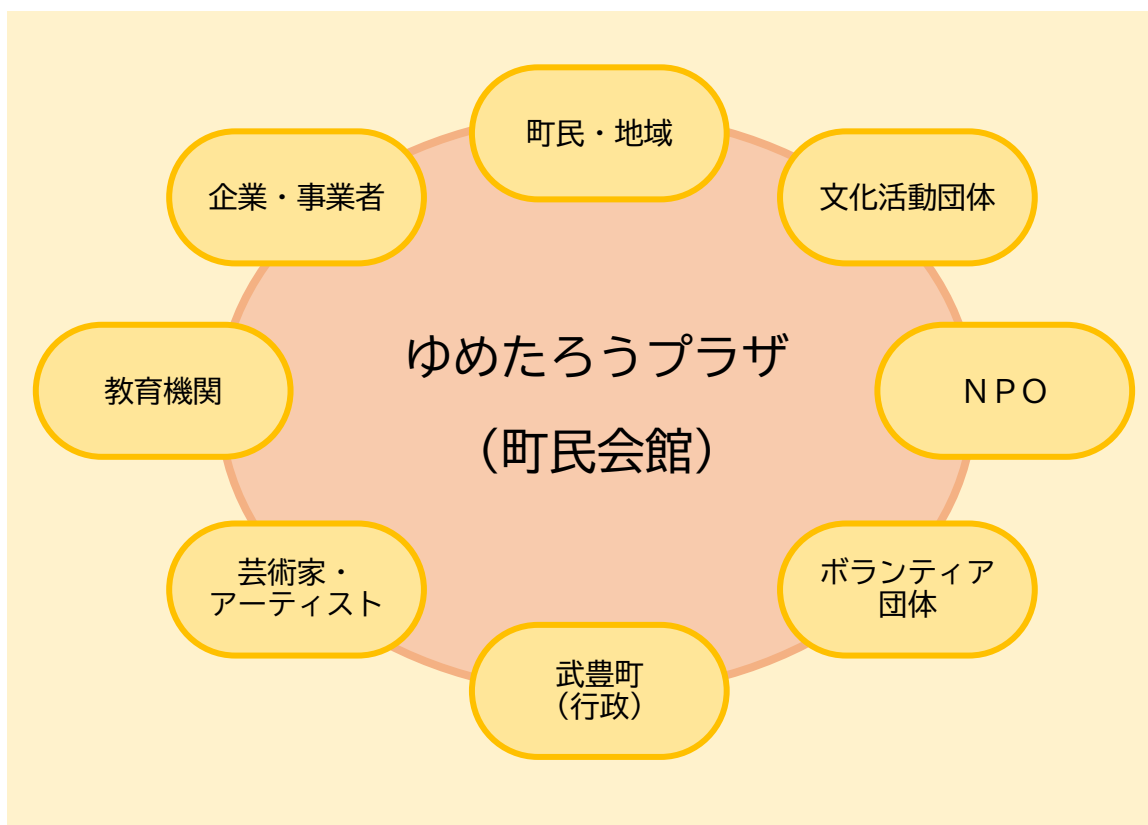 町民・地域
企業・事業者
文化活動団体
ゆめたろうプラザ
（町民会館）
教育機関
ＮＰＯ
芸術家・
アーティスト
ボランティア
団体
武豊町
（行政）